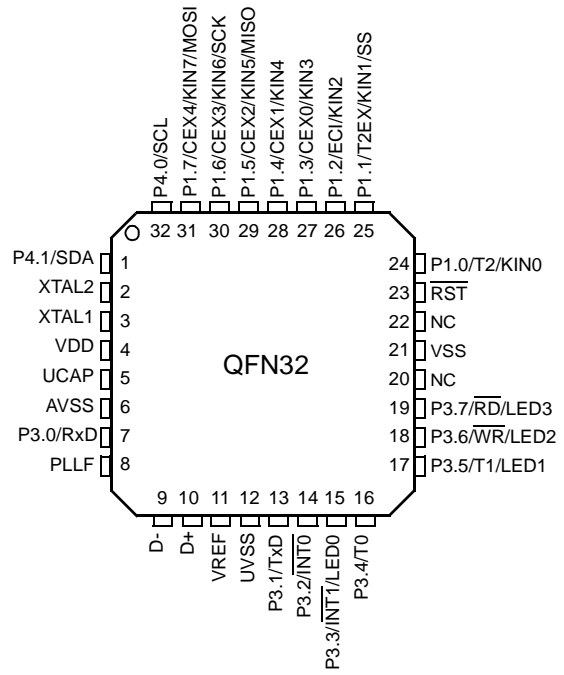 P4.0/SCL
P1.7/CEX4/KIN7/MOSI
P1.6/CEX3/KIN6/SCK
P1.5/CEX2/KIN5/MISO
P1.4/CEX1/KIN4
P1.3/CEX0/KIN3
P1.2/ECI/KIN2
P1.1/T2EX/KIN1/SS
32 31 30 29 28 27 26 25
P4.1/SDA 1
XTAL2 2
XTAL1 3
VDD 4
UCAP 5
AVSS 6
P3.0/RxD 7
PLLF 8
QFN32
24 P1.0/T2/KIN0
23 RST
22 NC
21 VSS
20 NC
19 P3.7/RD/LED3
18 P3.6/WR/LED2
17 P3.5/T1/LED1
9 10 11 12 13 14 15 16
D-
D+
VREF
UVSS
P3.1/TxD
P3.2/INT0
P3.3/INT1/LED0
P3.4/T0